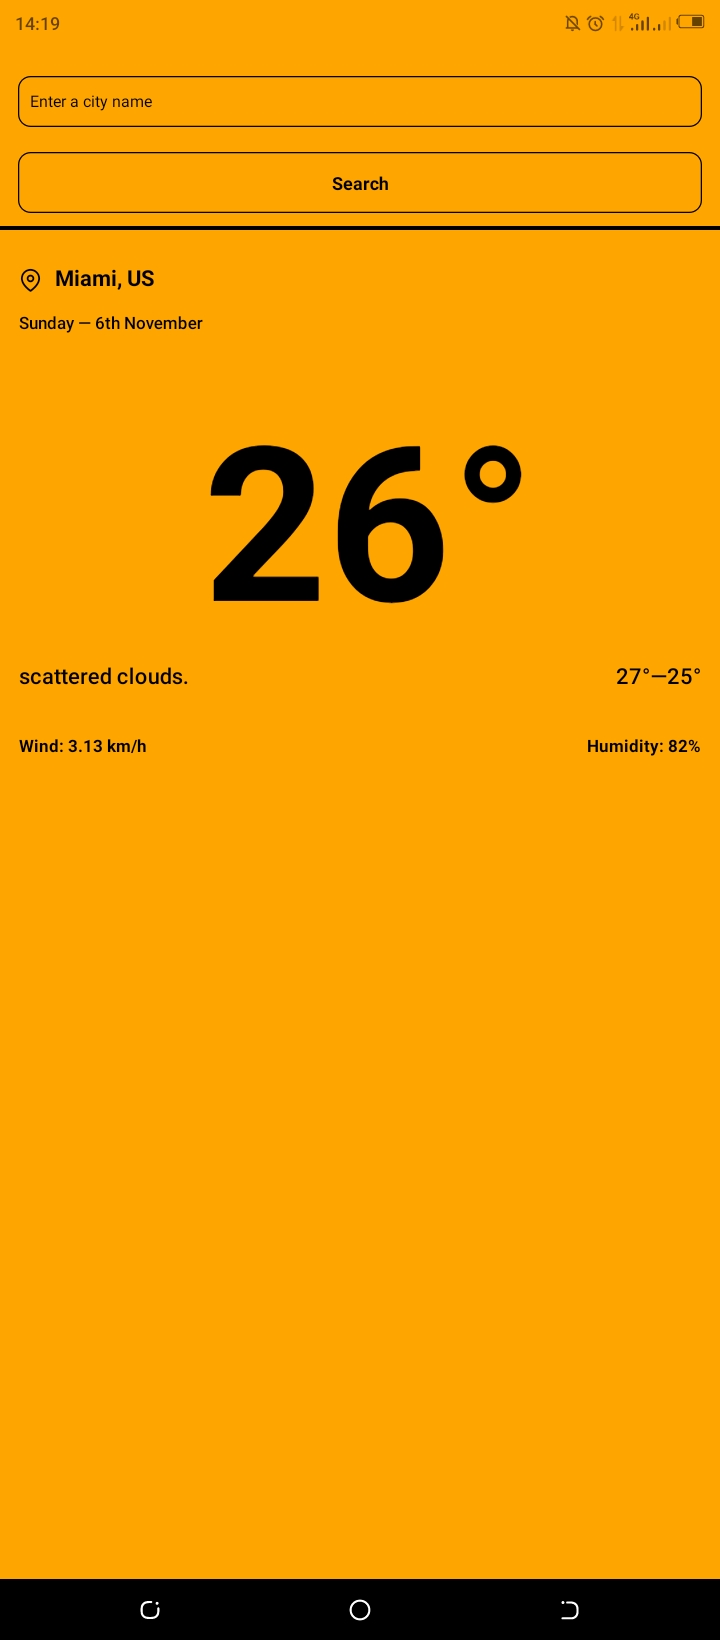 14:19
4G
Enter a city name
Search
Miami, US
Sunday — 6th November
26°
scattered clouds. 27°—25°
Wind: 3.13 km/h Humidity: 82%